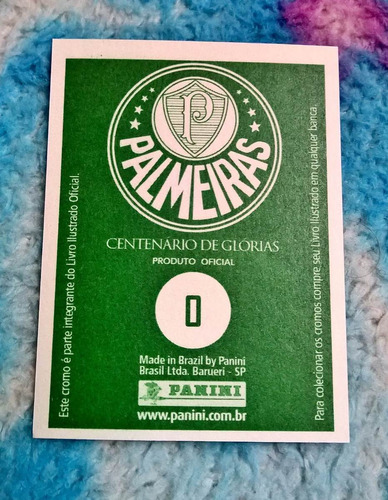 P
PALMEIRAS
CENTENÁRIO DE GLÓRIAS
PRODUTO OFICIAL
0
Made in Brazil by Panini
Brasil Ltda. Barueri - SP
PANINI
www.panini.com.br
Este cromo é parte integrante do Livro Ilustrado Oficial.
Para colecionar os cromos compre seu Livro Ilustrado em qualquer banca.